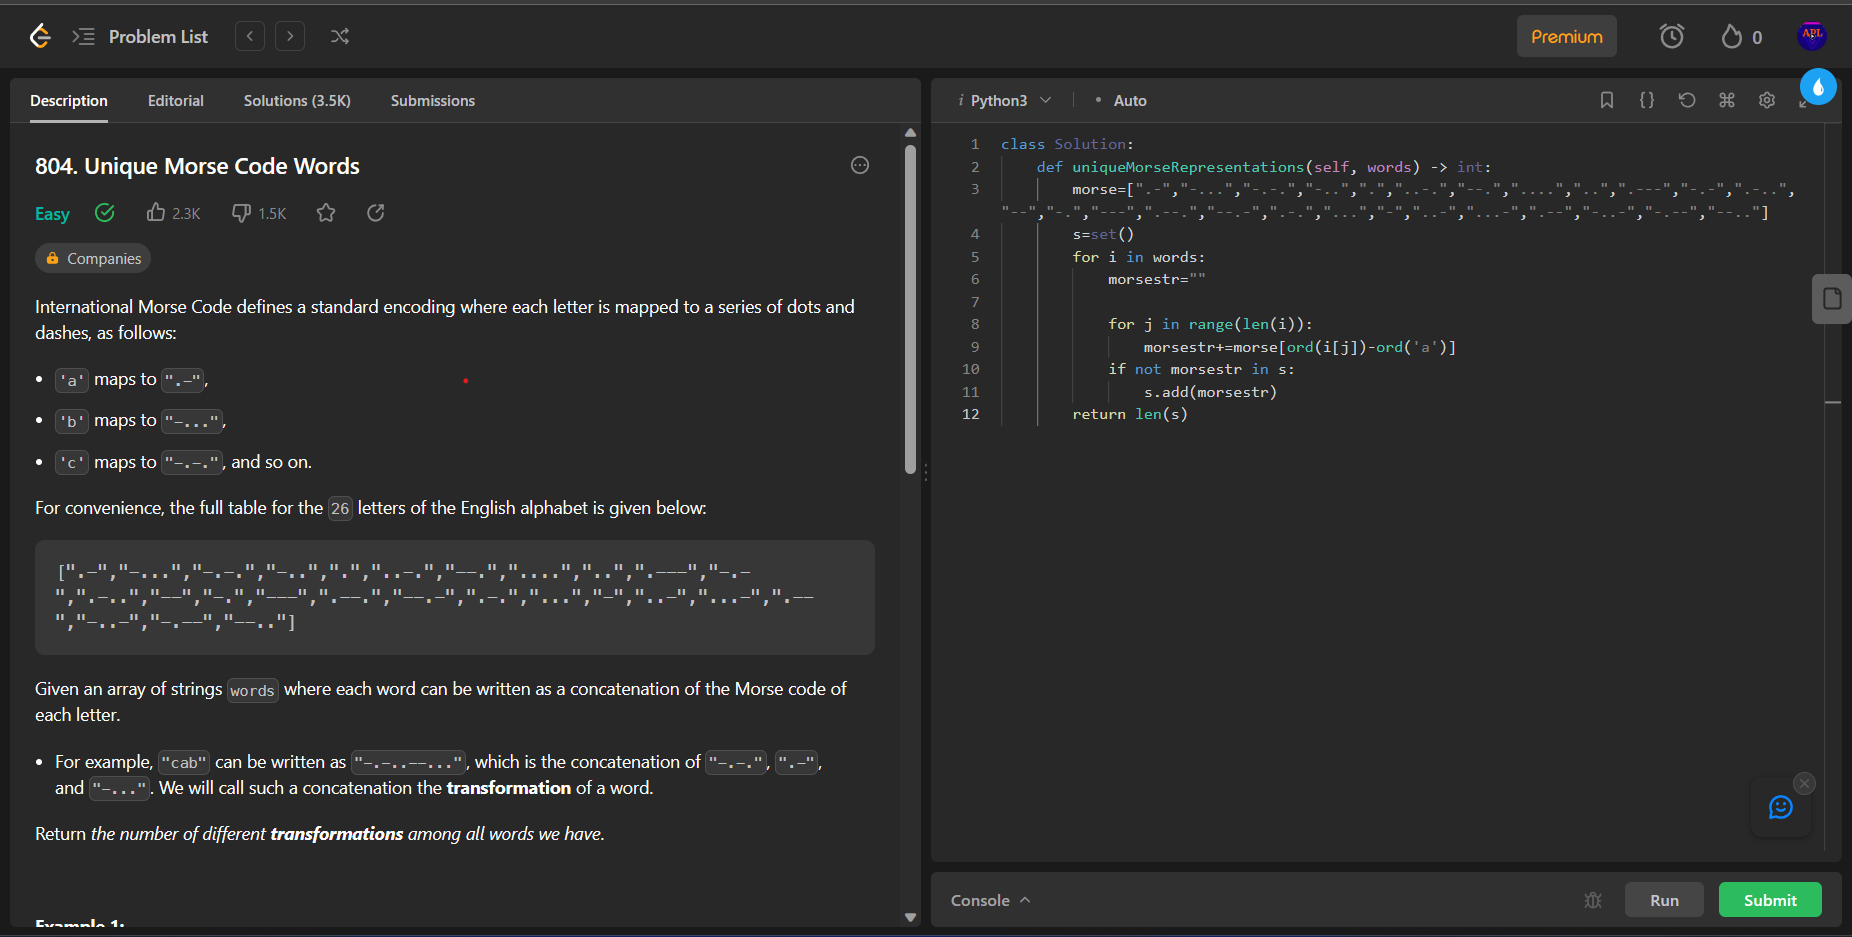 Problem List
Premium
0
APL
Description Editorial Solutions (3.5K) Submissions
804. Unique Morse Code Words
Easy 2.3K 1.5K
Companies
International Morse Code defines a standard encoding where each letter is mapped to a series of dots and
dashes, as follows:
• 'a' maps to ".-",
• 'b' maps to "-...",
• 'c' maps to "-.-.", and so on.
For convenience, the full table for the 26 letters of the English alphabet is given below:
[".-","-...","-.-.","-..",".","..-.","--.","....","..",".---","-.-
",".-..","--","-.","---",".--.","--.-",".-.","...","-","..-","...-",".--
","-..-","-.--","--.."]
Given an array of strings words where each word can be written as a concatenation of the Morse code of
each letter.
• For example, "cab" can be written as "-.-..--...", which is the concatenation of "-.-.", ".-",
and "-...". We will call such a concatenation the transformation of a word.
Return the number of different transformations among all words we have.
Example 1:
i Python3 • Auto
1 class Solution:
2 def uniqueMorseRepresentations(self, words) -> int:
3 morse=[".-","-...","-.-.","-..",".","..-.","--.","....","..",".---","-.-",".-..",
"--","-.","---",".--.","--.-",".-.","...","-","..-","...-",".--","-..-","-.--","--.."]
4 s=set()
5 for i in words:
6 morsestr=""
7
8 for j in range(len(i)):
9 morsestr+=morse[ord(i[j])-ord('a')]
10 if not morsestr in s:
11 s.add(morsestr)
12 return len(s)
Console Run Submit